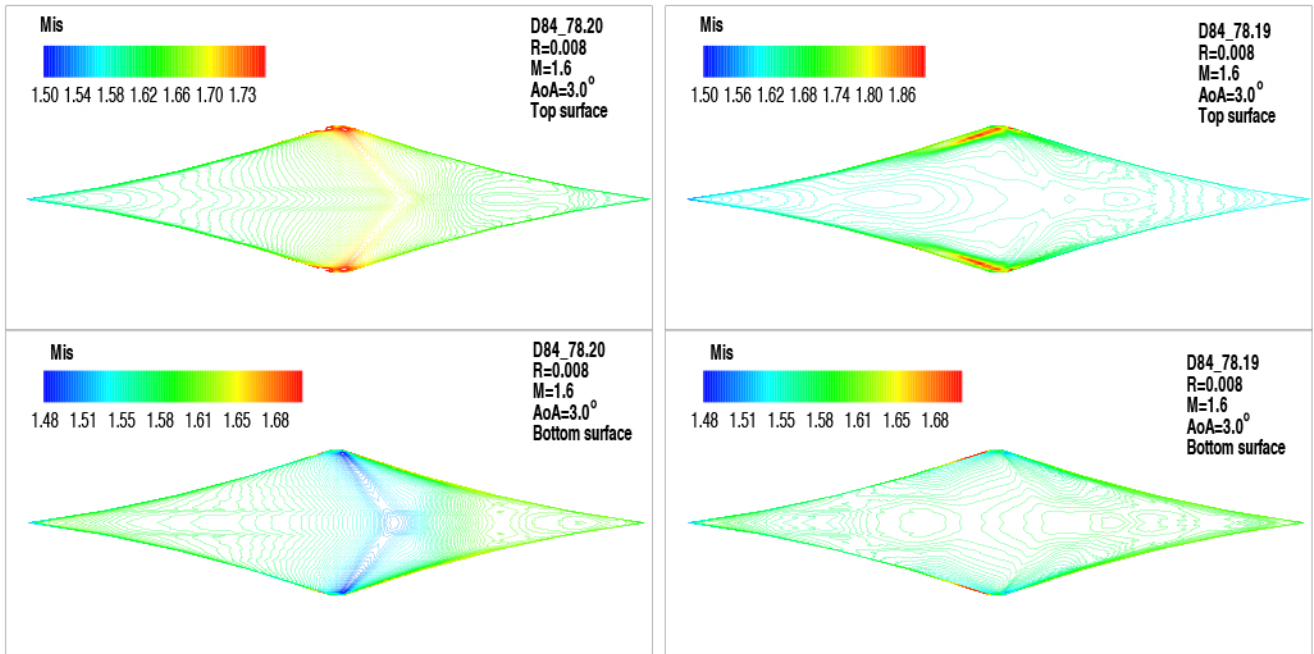 Mis
1.50 1.54 1.58 1.62 1.66 1.70 1.73
D84_78.20
R=0.008
M=1.6
AoA=3.0°
Top surface
Mis
1.50 1.56 1.62 1.68 1.74 1.80 1.86
D84_78.19
R=0.008
M=1.6
AoA=3.0°
Top surface
Mis
1.48 1.51 1.55 1.58 1.61 1.65 1.68
D84_78.20
R=0.008
M=1.6
AoA=3.0°
Bottom surface
Mis
1.48 1.51 1.55 1.58 1.61 1.65 1.68
D84_78.19
R=0.008
M=1.6
AoA=3.0°
Bottom surface